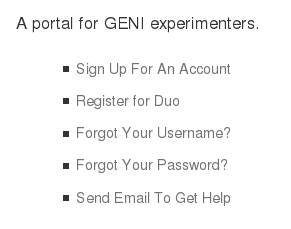 A portal for GENI experimenters.
Sign Up For An Account
Register for Duo
Forgot Your Username?
Forgot Your Password?
Send Email To Get Help